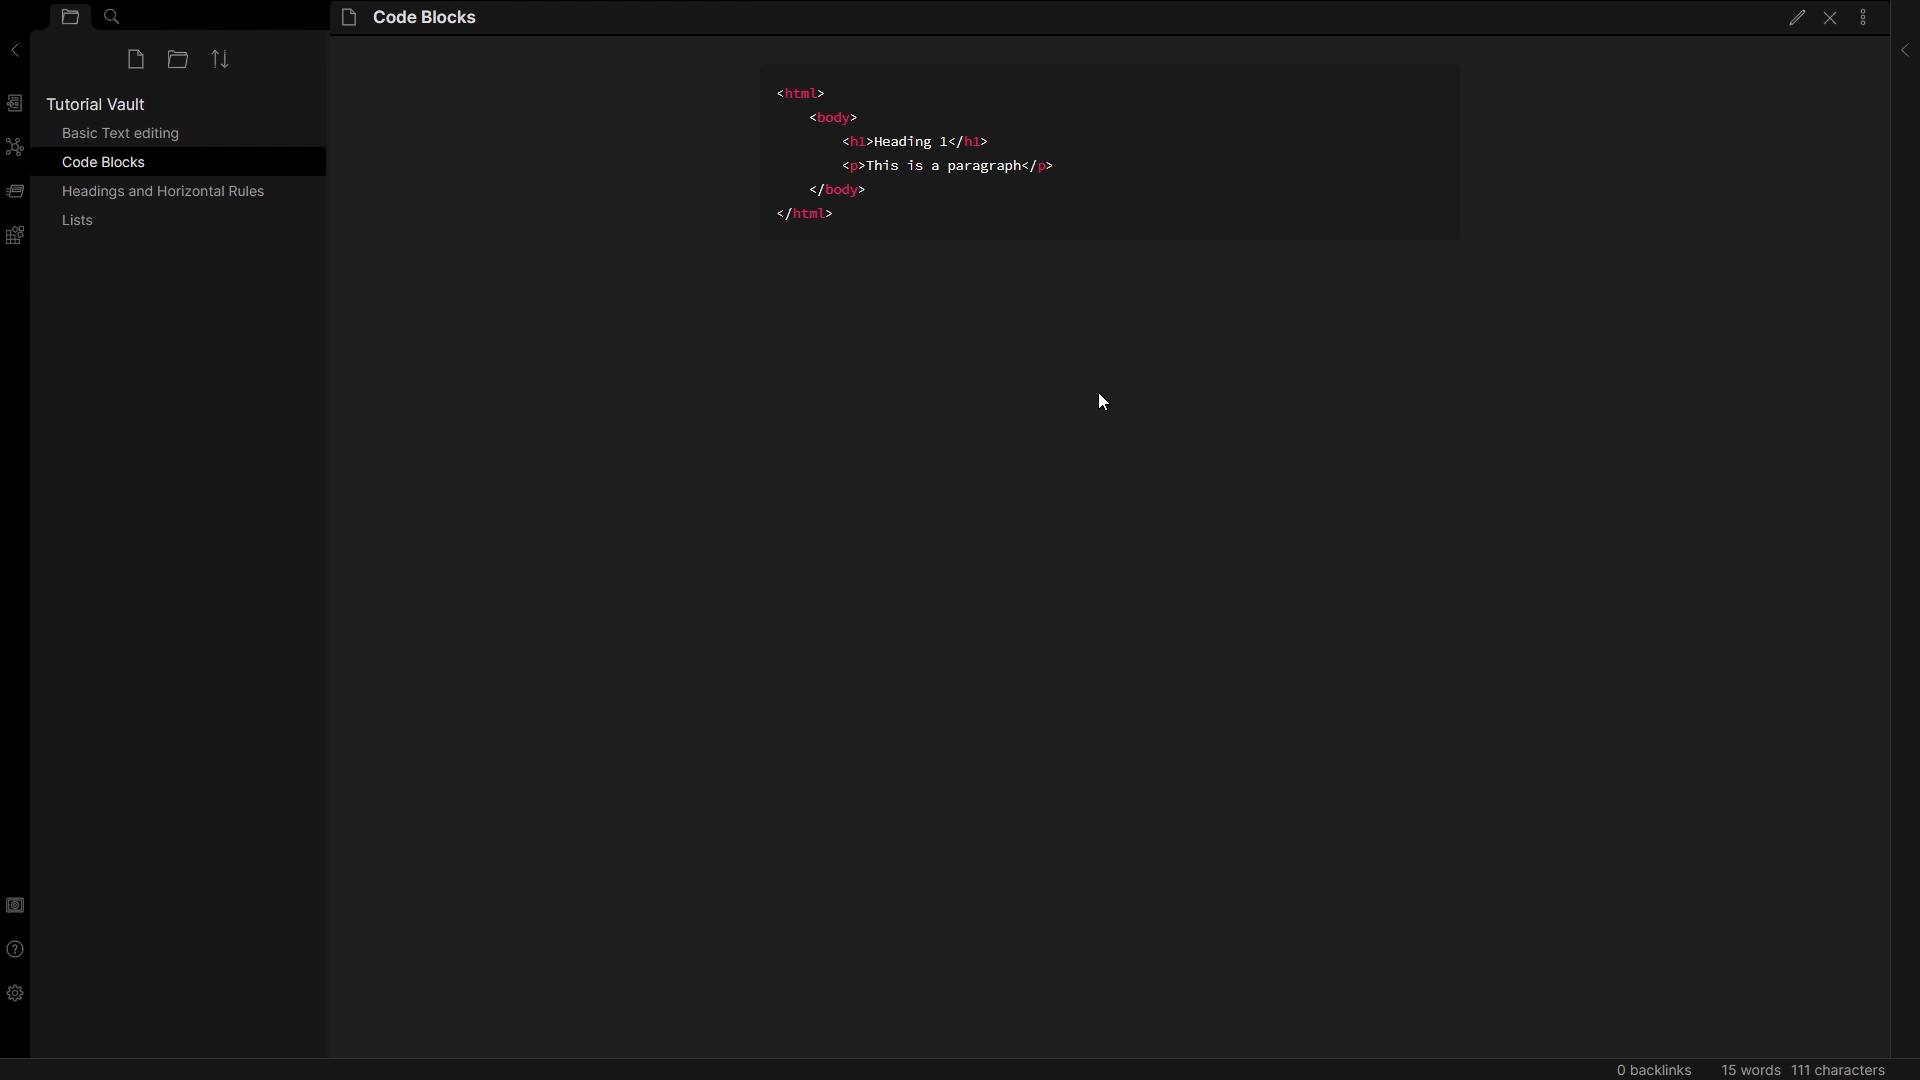 Code Blocks
Tutorial Vault
Basic Text editing
Code Blocks
Headings and Horizontal Rules
Lists
<html>
<body>
<h1>Heading 1</h1>
<p>This is a paragraph</p>
</body>
</html>
0 backlinks 15 words 111 characters